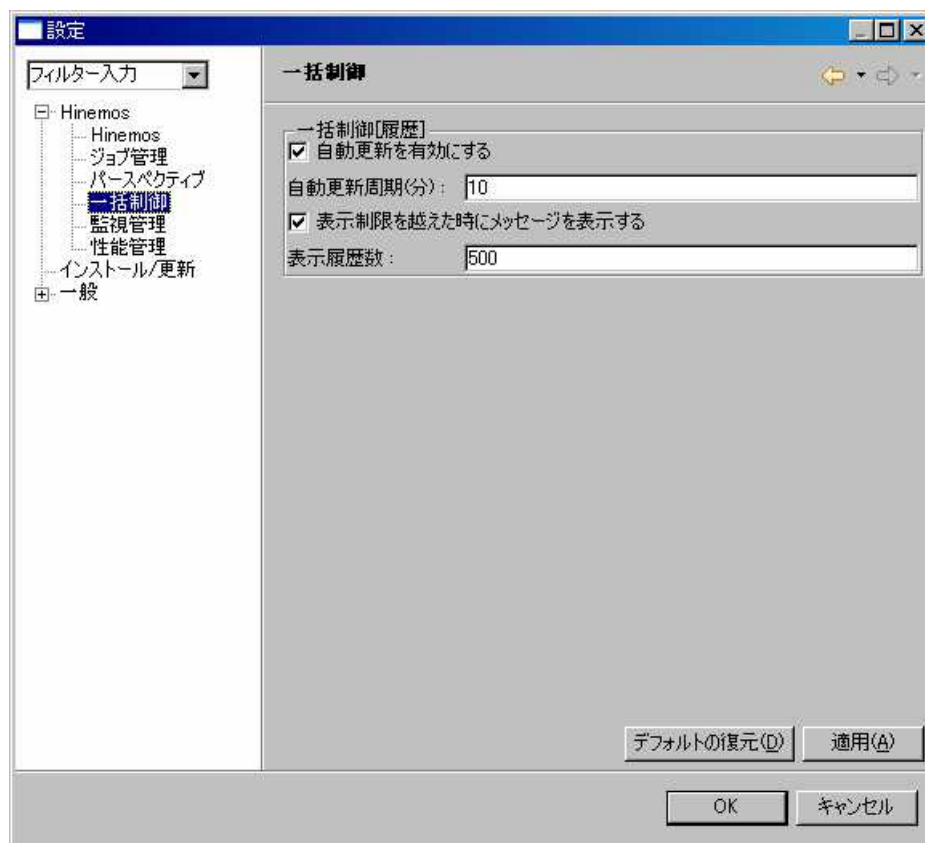 設定
フィルター入力
一括制御
Hinemos
Hinemos
ジョブ管理
パースペクティブ
一括制御
監視管理
性能管理
インストール/更新
一般
一括制御[履歴]
自動更新を有効にする
自動更新周期(分): 10
表示制限を越えた時にメッセージを表示する
表示履歴数: 500
デフォルトの復元(D) 適用(A)
OK キャンセル